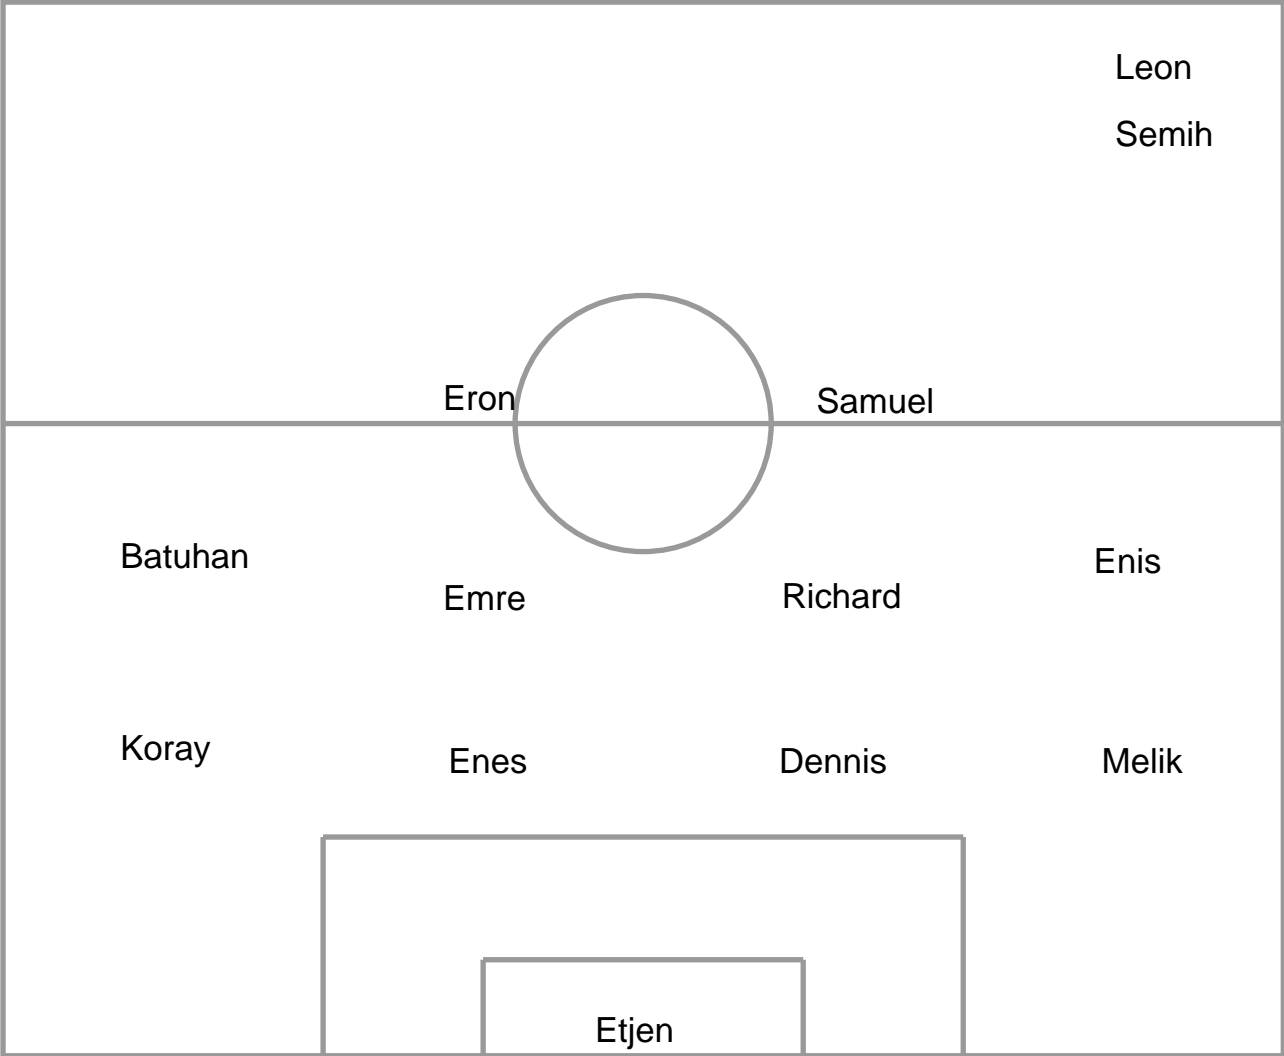 Leon
Semih
Eron
Samuel
Batuhan
Enis
Emre
Richard
Koray
Enes
Dennis
Melik
Etjen